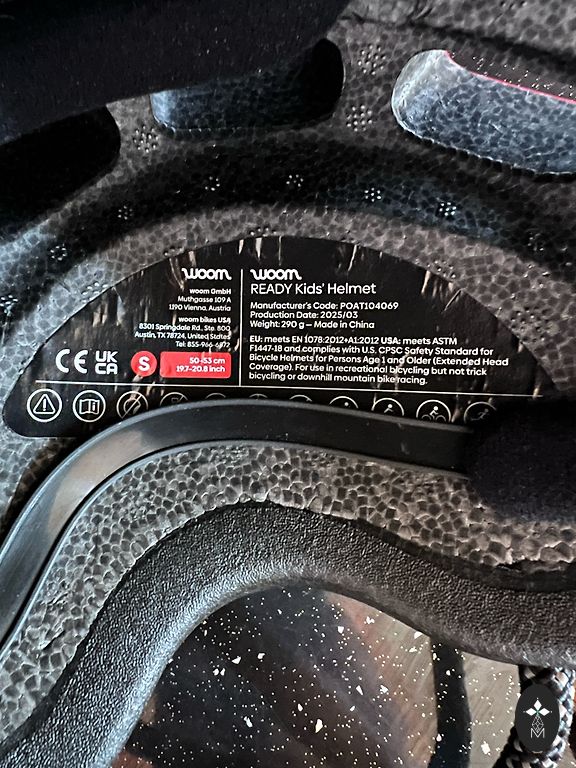 woom
woom GmbH
Muthgasse 109 A
1190 Vienna, Austria
woom bikes USA
8301 Springdale Rd., Ste. 800
Austin, TX 78724, United States
Tel: 855-966-6872
CE UK CA
S
50-53 cm
19.7-20.8 inch
woom
READY Kids' Helmet
Manufacturer's Code: POAT104069
Production Date: 2025/03
Weight: 290 g — Made in China
EU: meets EN 1078:2012+A1:2012 USA: meets ASTM
F1447-18 and complies with U.S. CPSC Safety Standard for
Bicycle Helmets for Persons Age 1 and Older (Extended Head
Coverage). For use in recreational bicycling but not trick
bicycling or downhill mountain bike racing.
M